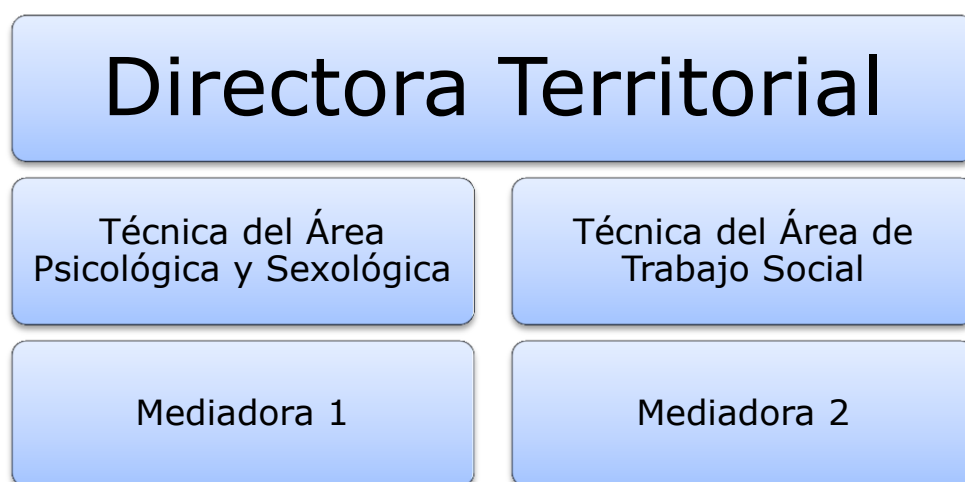 Directora Territorial
Técnica del Área
Psicológica y Sexológica
Técnica del Área de
Trabajo Social
Mediadora 1
Mediadora 2